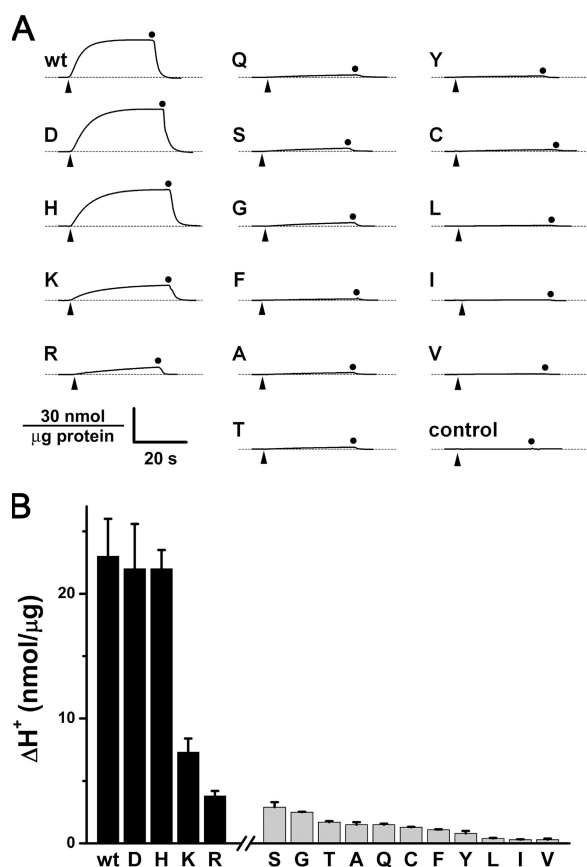 A
wt Q Y
D S C
H G L
K F I
R A V
30 nmol
μg protein
20 s
T control
B
ΔH⁺ (nmol/μg)
20
10
0
wt D H K R S G T A Q C F Y L I V